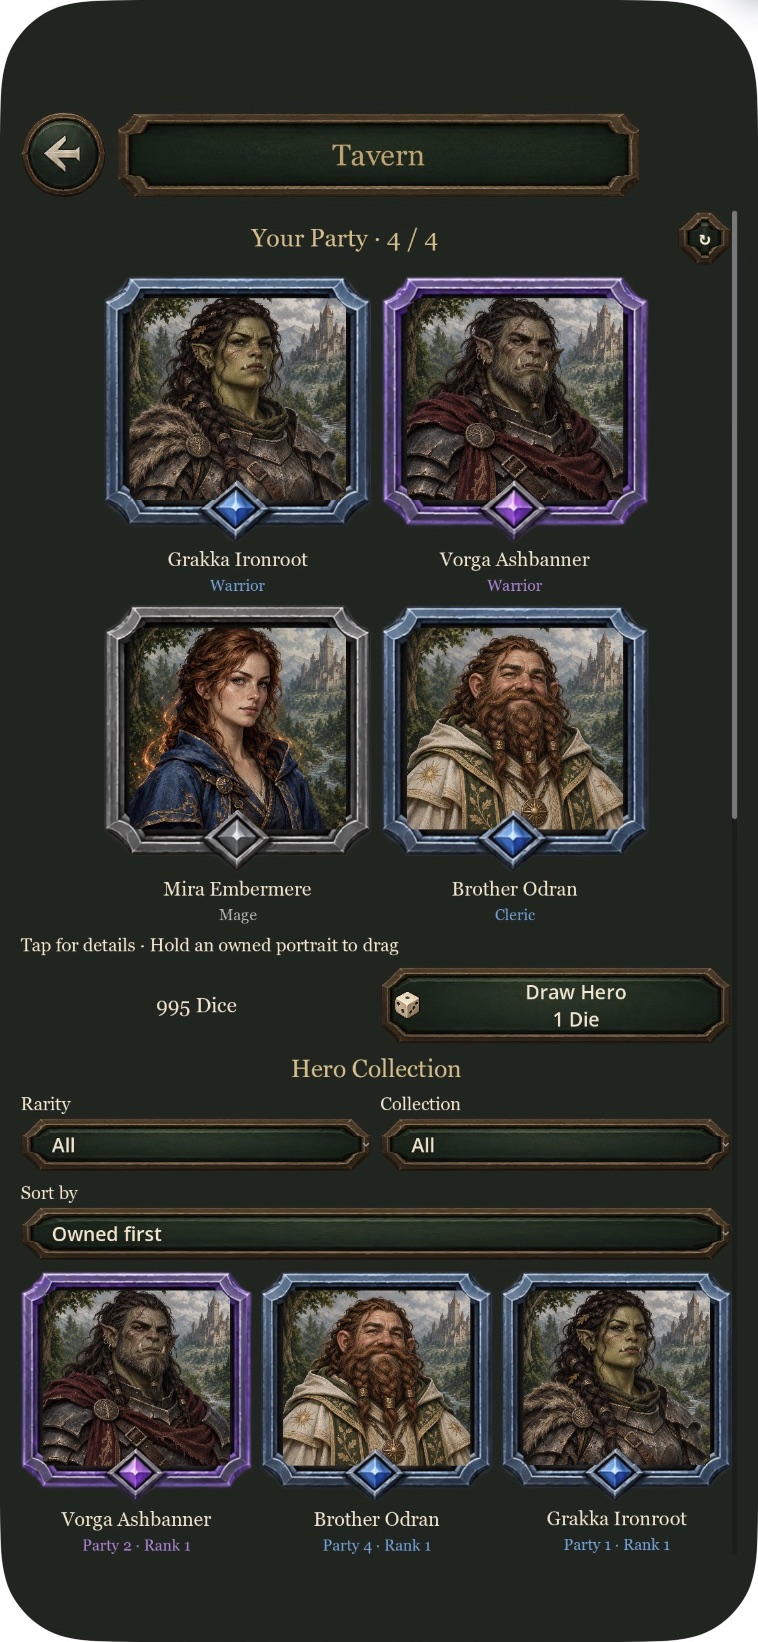 Tavern
Your Party · 4 / 4
Grakka Ironroot
Warrior
Vorga Ashbanner
Warrior
Mira Embermere
Mage
Brother Odran
Cleric
Tap for details · Hold an owned portrait to drag
995 Dice
Draw Hero
1 Die
Hero Collection
Rarity
Collection
All
All
Sort by
Owned first
Vorga Ashbanner
Party 2 · Rank 1
Brother Odran
Party 4 · Rank 1
Grakka Ironroot
Party 1 · Rank 1